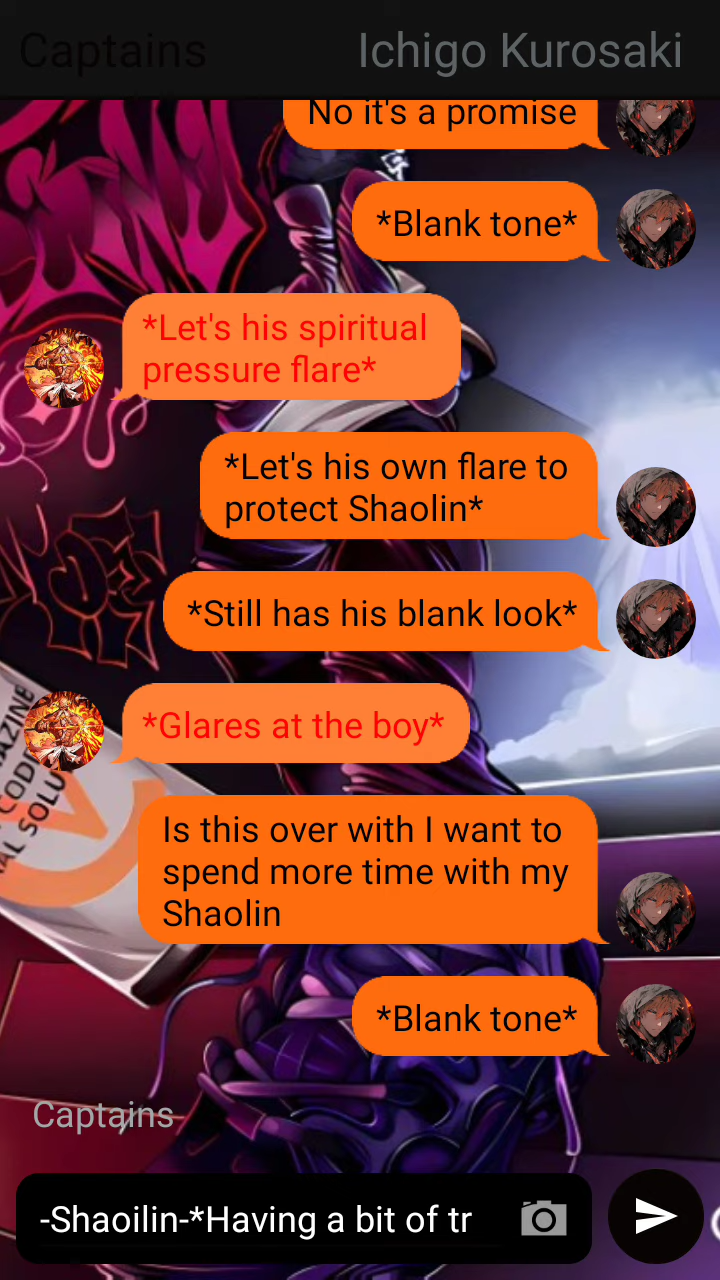 Captains
Ichigo Kurosaki
No it's a promise
*Blank tone*
*Let's his spiritual
pressure flare*
*Let's his own flare to
protect Shaolin*
*Still has his blank look*
*Glares at the boy*
Is this over with I want to
spend more time with my
Shaolin
*Blank tone*
Captains
-Shaoilin-*Having a bit of tr